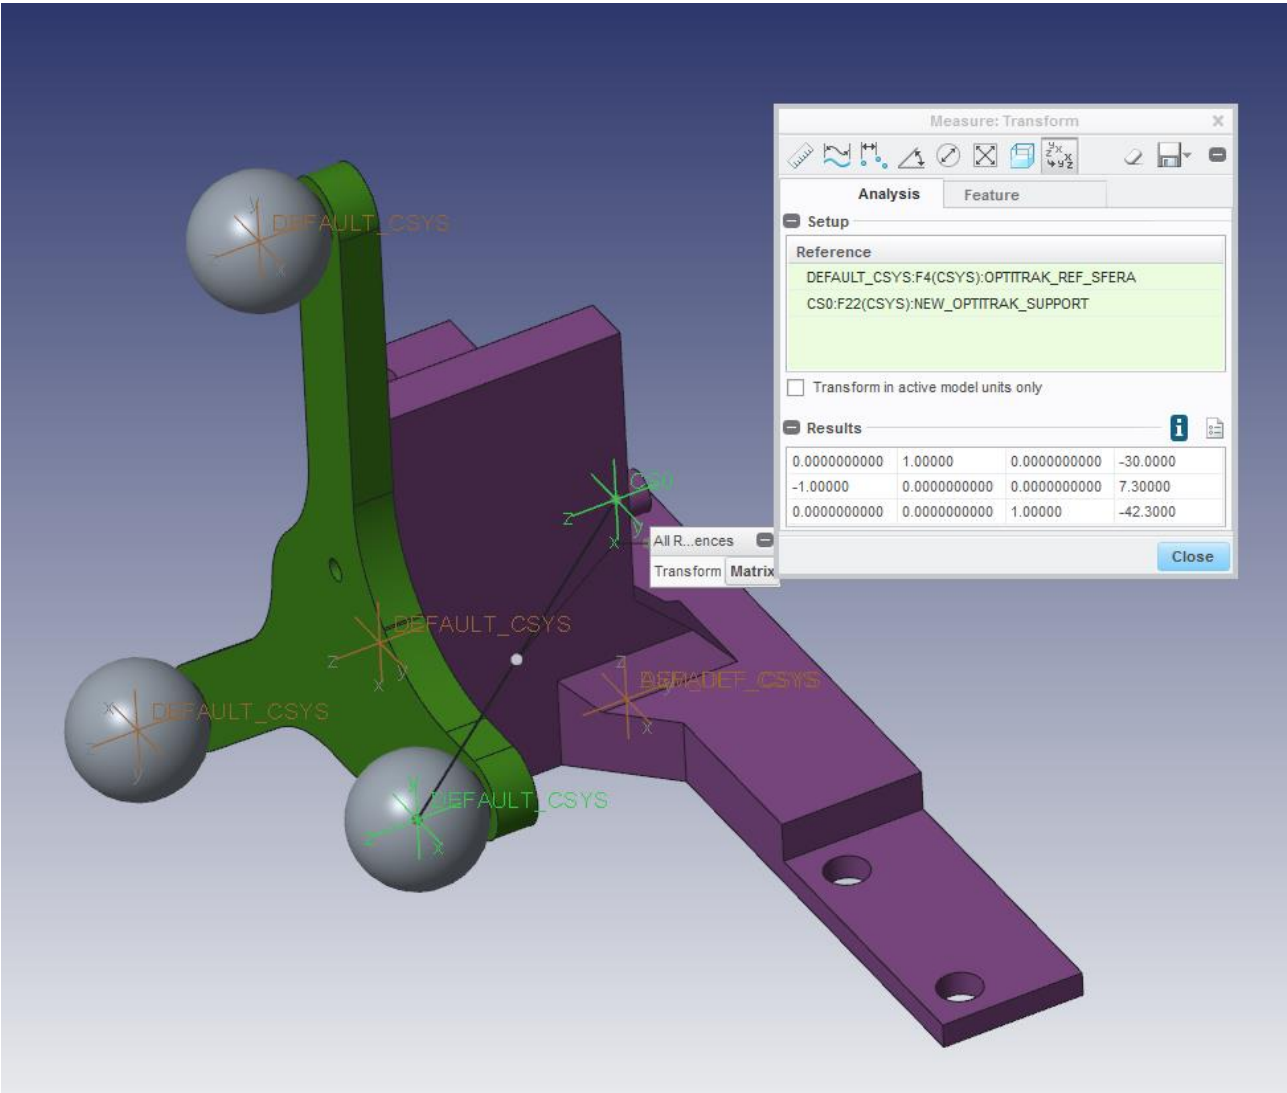 Measure: Transform
Analysis Feature
Setup
Reference
DEFAULT_CSYS:F4(CSYS):OPTITRAK_REF_SFERA
CS0:F22(CSYS):NEW_OPTITRAK_SUPPORT
Transform in active model units only
Results
0.0000000000 1.00000 0.0000000000 -30.0000
-1.00000 0.0000000000 0.0000000000 7.30000
0.0000000000 0.0000000000 1.00000 -42.3000
Close
y DEFAULT_CSYS
x
CS0
z y
x
All R...ences
Transform Matrix
DEFAULT_CSYS
z y
x
z
x
x DEFAULT_CSYS
z
y
y DEFAULT_CSYS
z x